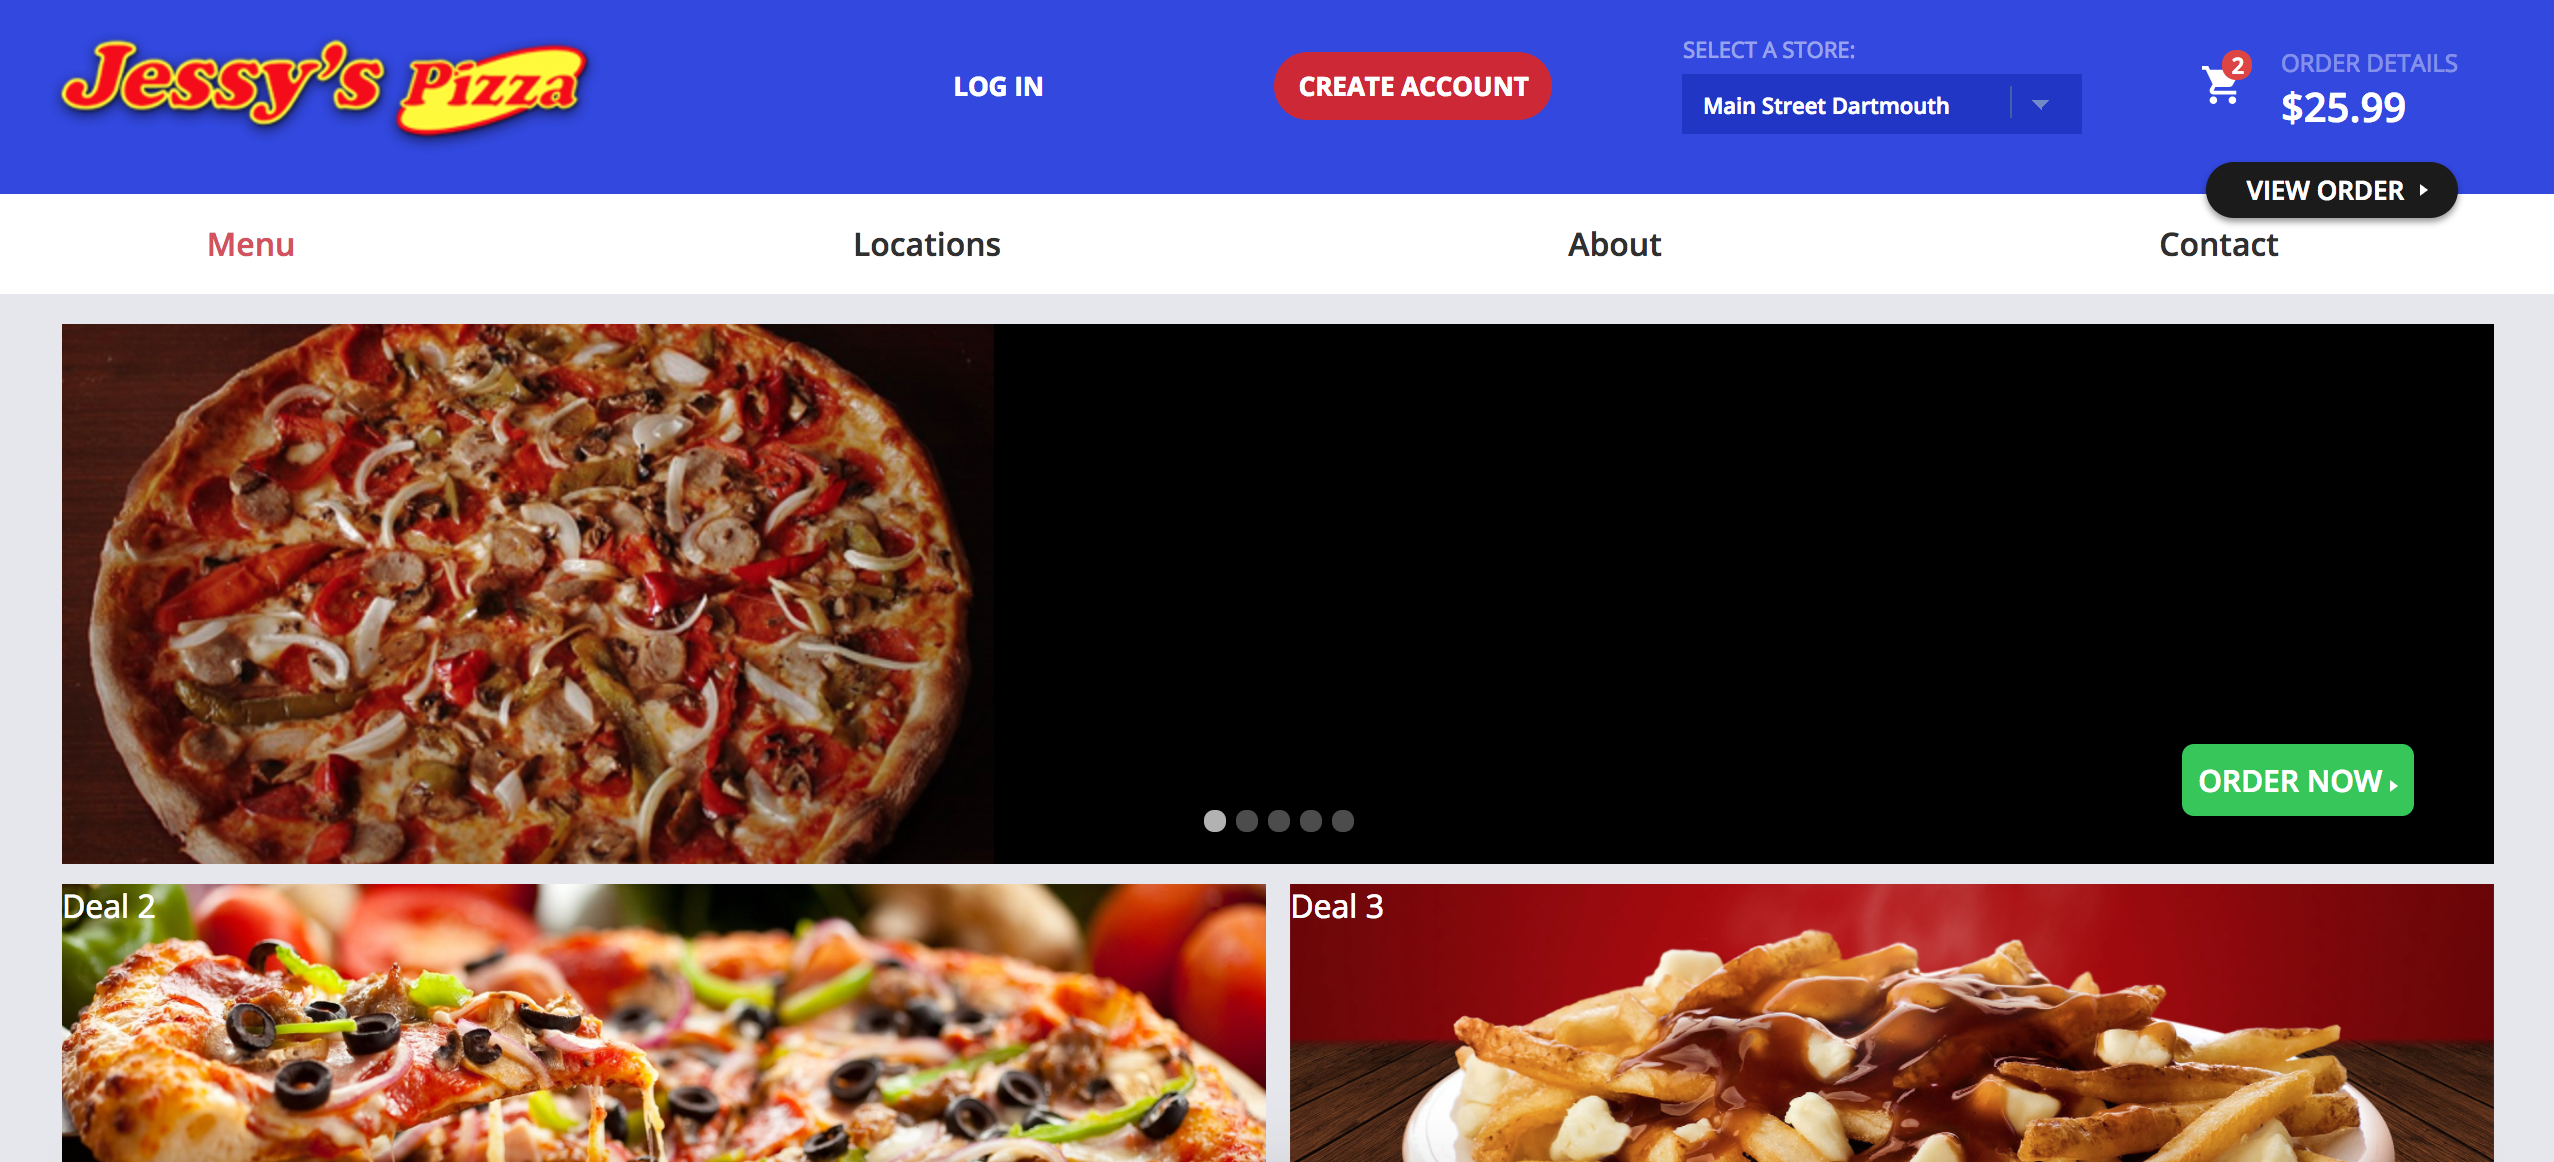 Jessy's Pizza
LOG IN
CREATE ACCOUNT
SELECT A STORE:
Main Street Dartmouth
2
ORDER DETAILS
$25.99
VIEW ORDER
Menu
Locations
About
Contact
ORDER NOW
Deal 2
Deal 3